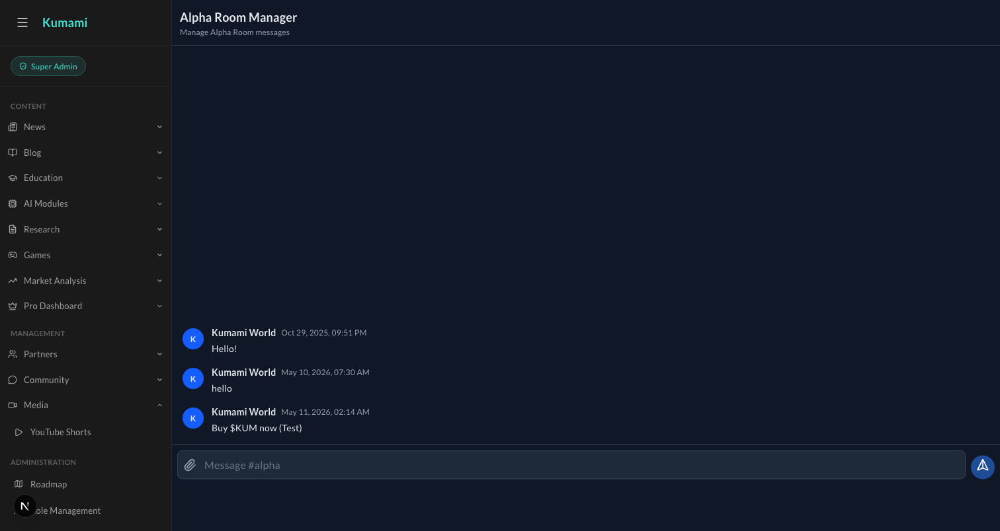 Kumami
Super Admin
CONTENT
News
Blog
Education
AI Modules
Research
Games
Market Analysis
Pro Dashboard
MANAGEMENT
Partners
Community
Media
YouTube Shorts
ADMINISTRATION
Roadmap
N
ole Management
Alpha Room Manager
Manage Alpha Room messages
K
Kumami World Oct 29, 2025, 09:51 PM
Hello!
K
Kumami World May 10, 2026, 07:30 AM
hello
K
Kumami World May 11, 2026, 02:14 AM
Buy $KUM now (Test)
Message #alpha